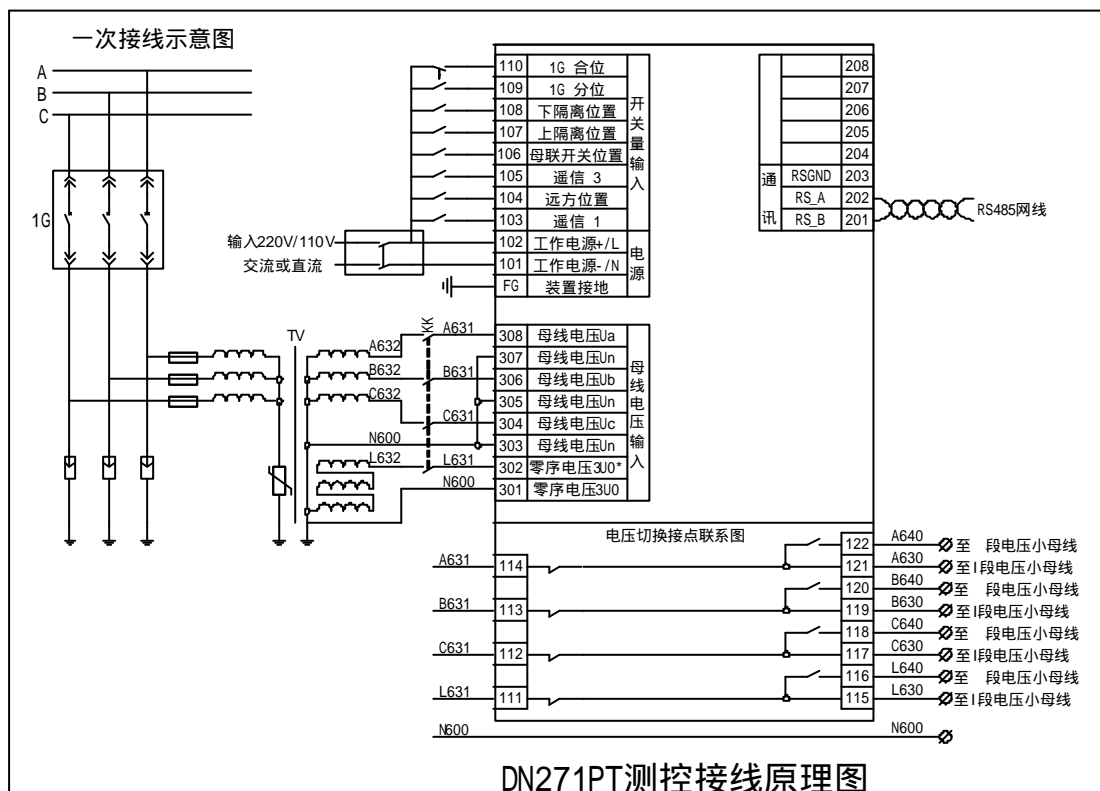 一次接线示意图
A
B
C
1G
110 1G 合位
109 1G 分位
108 下隔离位置
107 上隔离位置
106 母联开关位置
105 遥信 3
104 远方位置
103 遥信 1
开关量输入
输入220V/110V
交流或直流
102 工作电源+/L
101 工作电源-/N
FG 装置接地
电源
208
207
206
205
204
RSGND 203
RS_A 202
RS_B 201
通讯
RS485网线
TV
KK
A632 A631
B632 B631
C632 C631
N600
L632 L631
N600
308 母线电压Ua
307 母线电压Un
306 母线电压Ub
305 母线电压Un
304 母线电压Uc
303 母线电压Un
302 零序电压3U0*
301 零序电压3U0
母线电压输入
电压切换接点联系图
122 A640 至 段电压小母线
A631 114 121 A630 至I段电压小母线
120 B640 至 段电压小母线
B631 113 119 B630 至I段电压小母线
118 C640 至 段电压小母线
C631 112 117 C630 至I段电压小母线
116 L640 至 段电压小母线
L631 111 115 L630 至I段电压小母线
N600 N600
DN271PT测控接线原理图